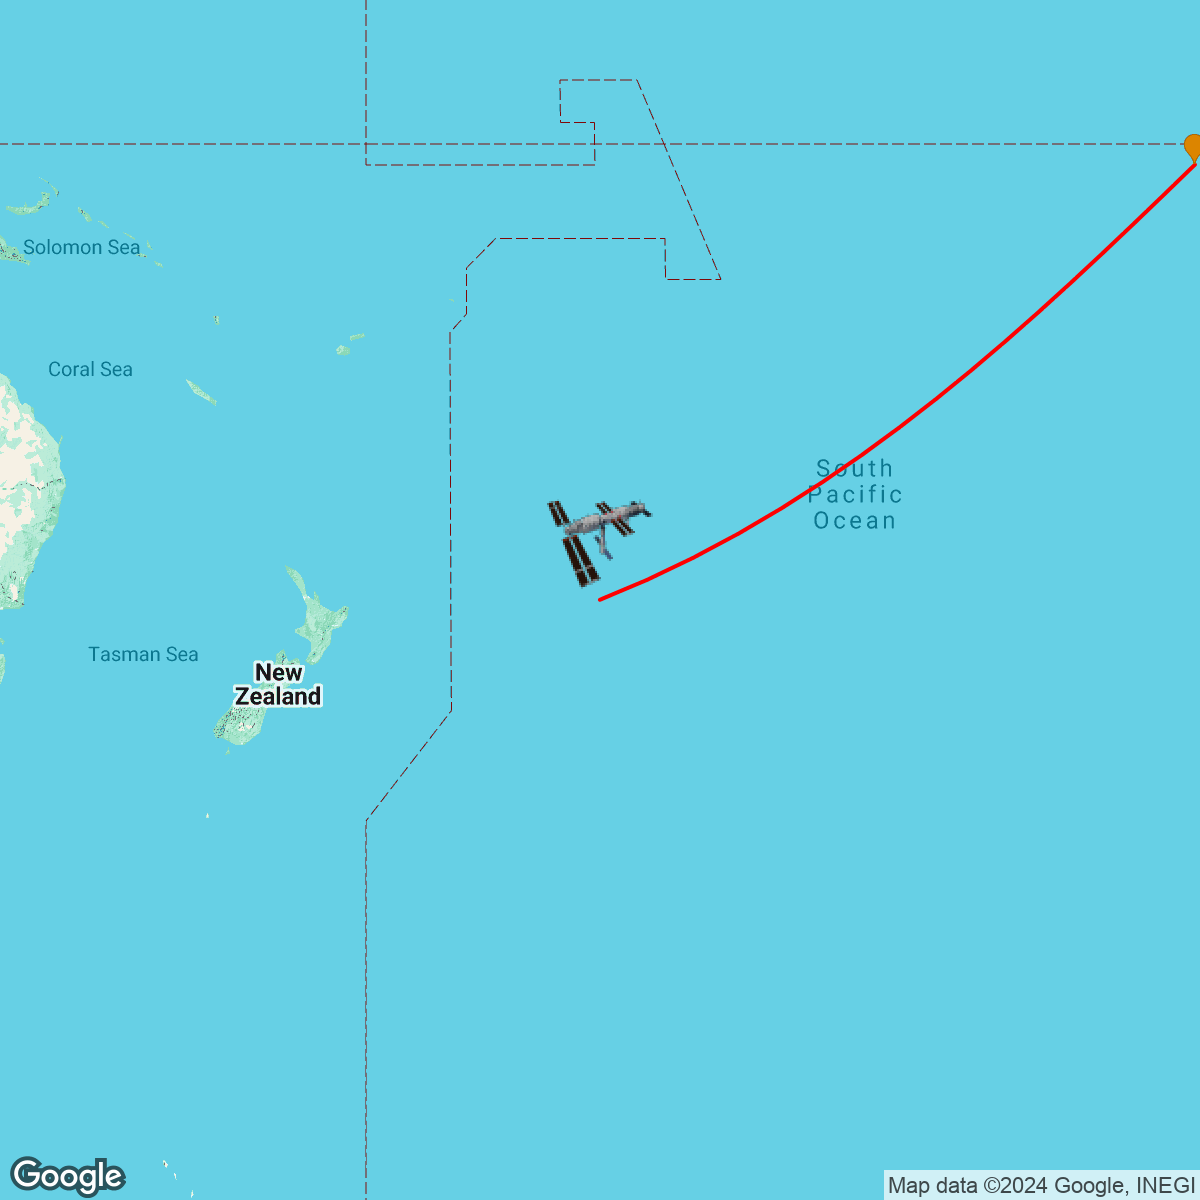 Solomon Sea
Coral Sea
South
Pacific
Ocean
Tasman Sea
New
Zealand
Google
Map data ©2024 Google, INEGI